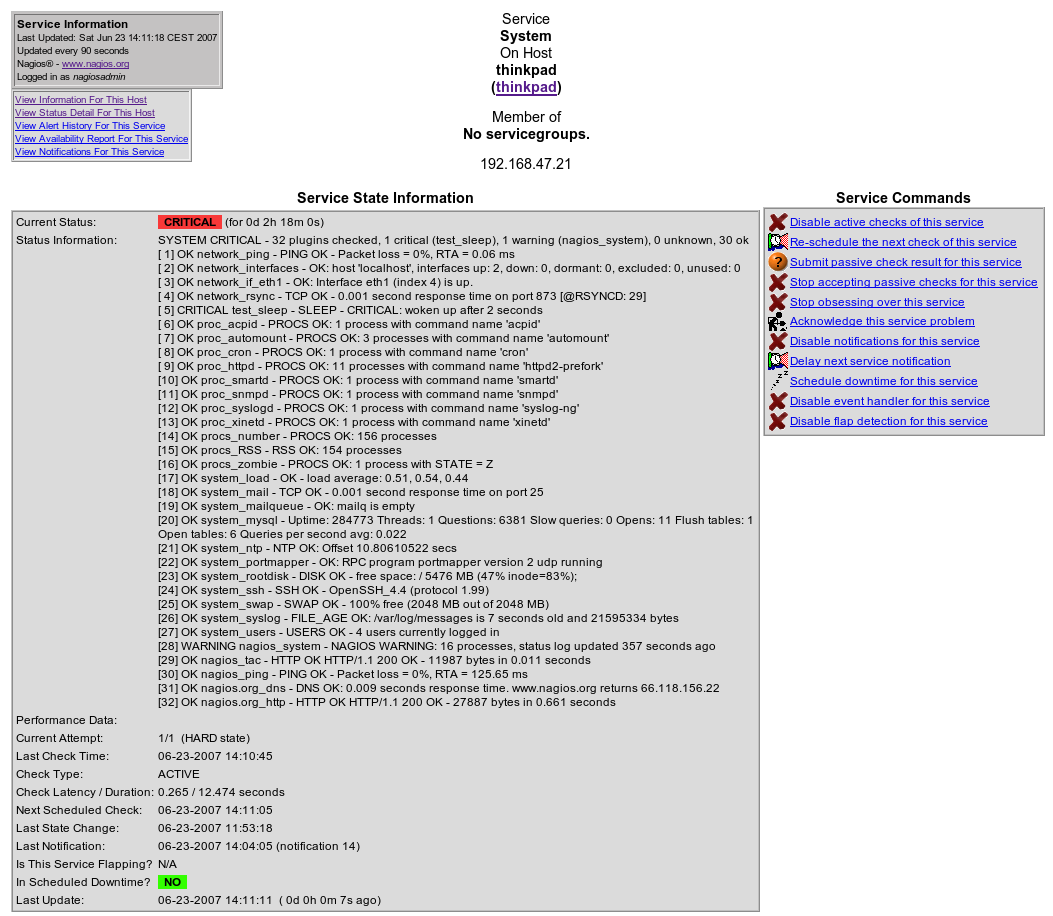 Service Information
Last Updated: Sat Jun 23 14:11:18 CEST 2007
Updated every 90 seconds
Nagios® - www.nagios.org
Logged in as nagiosadmin
View Information For This Host
View Status Detail For This Host
View Alert History For This Service
View Availability Report For This Service
View Notifications For This Service
Service
System
On Host
thinkpad
(thinkpad)
Member of
No servicegroups.
192.168.47.21
Service State Information
Current Status: CRITICAL (for 0d 2h 18m 0s)
Status Information: SYSTEM CRITICAL - 32 plugins checked, 1 critical (test_sleep), 1 warning (nagios_system), 0 unknown, 30 ok
[ 1] OK network_ping - PING OK - Packet loss = 0%, RTA = 0.06 ms
[ 2] OK network_interfaces - OK: host 'localhost', interfaces up: 2, down: 0, dormant: 0, excluded: 0, unused: 0
[ 3] OK network_if_eth1 - OK: Interface eth1 (index 4) is up.
[ 4] OK network_rsync - TCP OK - 0.001 second response time on port 873 [@RSYNCD: 29]
[ 5] CRITICAL test_sleep - SLEEP - CRITICAL: woken up after 2 seconds
[ 6] OK proc_acpid - PROCS OK: 1 process with command name 'acpid'
[ 7] OK proc_automount - PROCS OK: 3 processes with command name 'automount'
[ 8] OK proc_cron - PROCS OK: 1 process with command name 'cron'
[ 9] OK proc_httpd - PROCS OK: 11 processes with command name 'httpd2-prefork'
[10] OK proc_smartd - PROCS OK: 1 process with command name 'smartd'
[11] OK proc_snmpd - PROCS OK: 1 process with command name 'snmpd'
[12] OK proc_syslogd - PROCS OK: 1 process with command name 'syslog-ng'
[13] OK proc_xinetd - PROCS OK: 1 process with command name 'xinetd'
[14] OK procs_number - PROCS OK: 156 processes
[15] OK procs_RSS - RSS OK: 154 processes
[16] OK procs_zombie - PROCS OK: 1 process with STATE = Z
[17] OK system_load - OK - load average: 0.51, 0.54, 0.44
[18] OK system_mail - TCP OK - 0.001 second response time on port 25
[19] OK system_mailqueue - OK: mailq is empty
[20] OK system_mysql - Uptime: 284773 Threads: 1 Questions: 6381 Slow queries: 0 Opens: 11 Flush tables: 1
Open tables: 6 Queries per second avg: 0.022
[21] OK system_ntp - NTP OK: Offset 10.80610522 secs
[22] OK system_portmapper - OK: RPC program portmapper version 2 udp running
[23] OK system_rootdisk - DISK OK - free space: / 5476 MB (47% inode=83%);
[24] OK system_ssh - SSH OK - OpenSSH_4.4 (protocol 1.99)
[25] OK system_swap - SWAP OK - 100% free (2048 MB out of 2048 MB)
[26] OK system_syslog - FILE_AGE OK: /var/log/messages is 7 seconds old and 21595334 bytes
[27] OK system_users - USERS OK - 4 users currently logged in
[28] WARNING nagios_system - NAGIOS WARNING: 16 processes, status log updated 357 seconds ago
[29] OK nagios_tac - HTTP OK HTTP/1.1 200 OK - 11987 bytes in 0.011 seconds
[30] OK nagios_ping - PING OK - Packet loss = 0%, RTA = 125.65 ms
[31] OK nagios.org_dns - DNS OK: 0.009 seconds response time. www.nagios.org returns 66.118.156.22
[32] OK nagios.org_http - HTTP OK HTTP/1.1 200 OK - 27887 bytes in 0.661 seconds
Performance Data:
Current Attempt: 1/1 (HARD state)
Last Check Time: 06-23-2007 14:10:45
Check Type: ACTIVE
Check Latency / Duration: 0.265 / 12.474 seconds
Next Scheduled Check: 06-23-2007 14:11:05
Last State Change: 06-23-2007 11:53:18
Last Notification: 06-23-2007 14:04:05 (notification 14)
Is This Service Flapping? N/A
In Scheduled Downtime? NO
Last Update: 06-23-2007 14:11:11 ( 0d 0h 0m 7s ago)
Service Commands
Disable active checks of this service
Re-schedule the next check of this service
Submit passive check result for this service
Stop accepting passive checks for this service
Stop obsessing over this service
Acknowledge this service problem
Disable notifications for this service
Delay next service notification
Schedule downtime for this service
Disable event handler for this service
Disable flap detection for this service